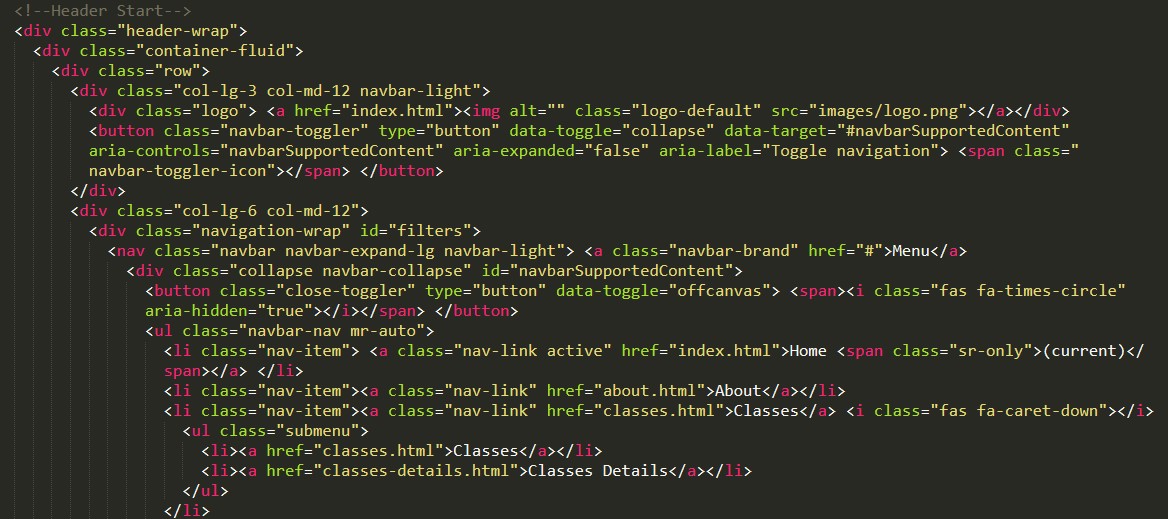 <!--Header Start-->
<div class="header-wrap">
<div class="container-fluid">
<div class="row">
<div class="col-lg-3 col-md-12 navbar-light">
<div class="logo"> <a href="index.html"><img alt="" class="logo-default" src="images/logo.png"></a></div>
<button class="navbar-toggler" type="button" data-toggle="collapse" data-target="#navbarSupportedContent"
aria-controls="navbarSupportedContent" aria-expanded="false" aria-label="Toggle navigation"> <span class="
navbar-toggler-icon"></span> </button>
</div>
<div class="col-lg-6 col-md-12">
<div class="navigation-wrap" id="filters">
<nav class="navbar navbar-expand-lg navbar-light"> <a class="navbar-brand" href="#">Menu</a>
<div class="collapse navbar-collapse" id="navbarSupportedContent">
<button class="close-toggler" type="button" data-toggle="offcanvas"> <span><i class="fas fa-times-circle"
aria-hidden="true"></i></span> </button>
<ul class="navbar-nav mr-auto">
<li class="nav-item"> <a class="nav-link active" href="index.html">Home <span class="sr-only">(current)</
span></a> </li>
<li class="nav-item"><a class="nav-link" href="about.html">About</a></li>
<li class="nav-item"><a class="nav-link" href="classes.html">Classes</a> <i class="fas fa-caret-down"></i>
<ul class="submenu">
<li><a href="classes.html">Classes</a></li>
<li><a href="classes-details.html">Classes Details</a></li>
</ul>
</li>